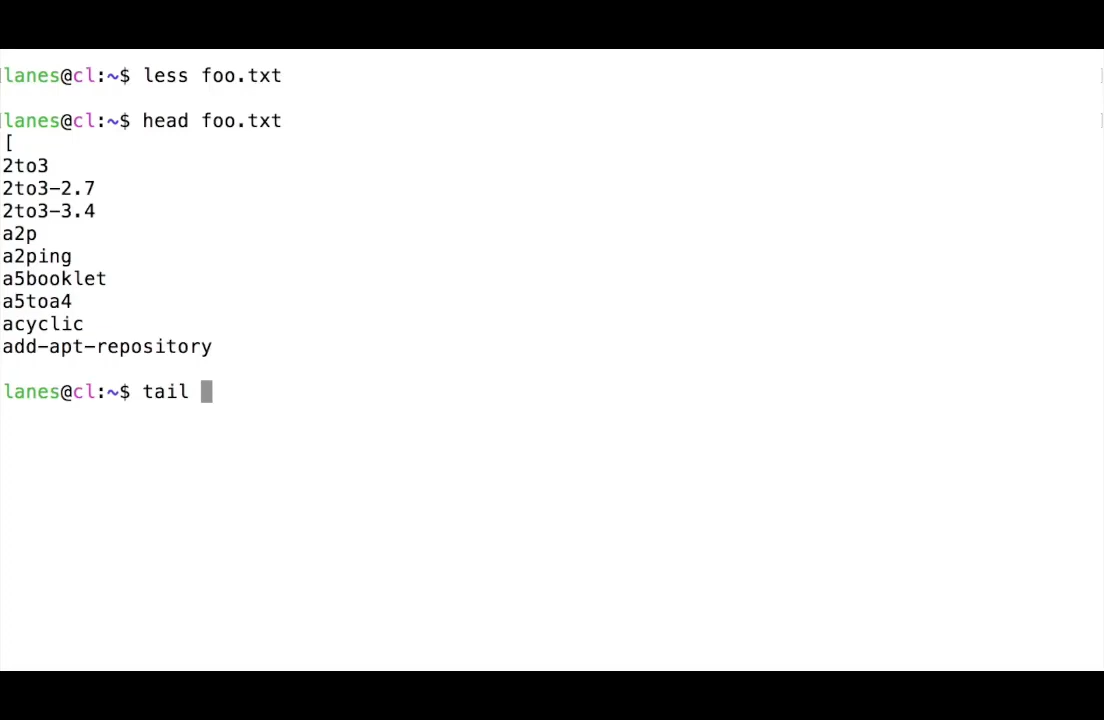 lanes@cl:~$ less foo.txt
lanes@cl:~$ head foo.txt
[
2to3
2to3-2.7
2to3-3.4
a2p
a2ping
a5booklet
a5toa4
acyclic
add-apt-repository
lanes@cl:~$ tail